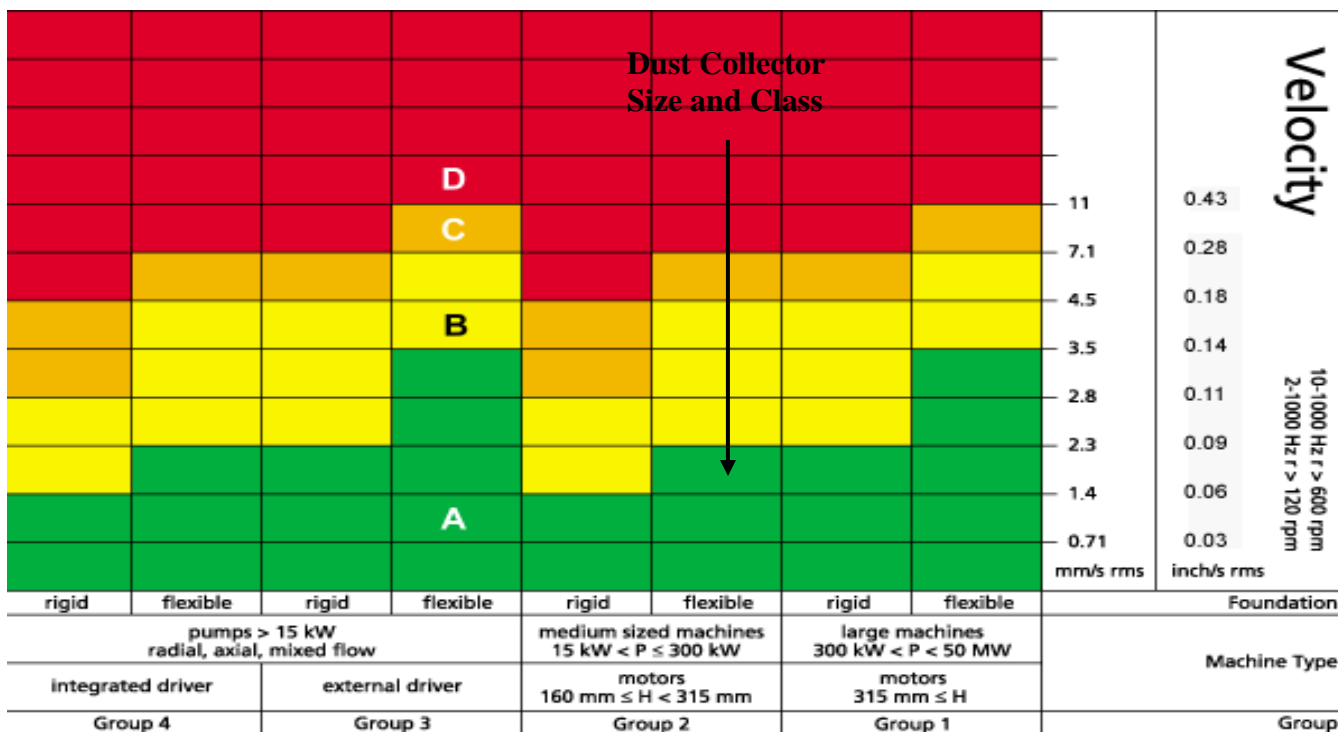 Dust Collector
Size and Class
Velocity
10-1000 Hz r > 600 rpm
2-1000 Hz r > 120 rpm
D
C
B
A
11 0.43
7.1 0.28
4.5 0.18
3.5 0.14
2.8 0.11
2.3 0.09
1.4 0.06
0.71 0.03
mm/s rms inch/s rms
rigid flexible rigid flexible rigid flexible rigid flexible Foundation
pumps > 15 kW
radial, axial, mixed flow
medium sized machines
15 kW < P ≤ 300 kW
large machines
300 kW < P < 50 MW
Machine Type
integrated driver external driver
motors
160 mm ≤ H < 315 mm
motors
315 mm ≤ H
Group 4 Group 3 Group 2 Group 1 Group